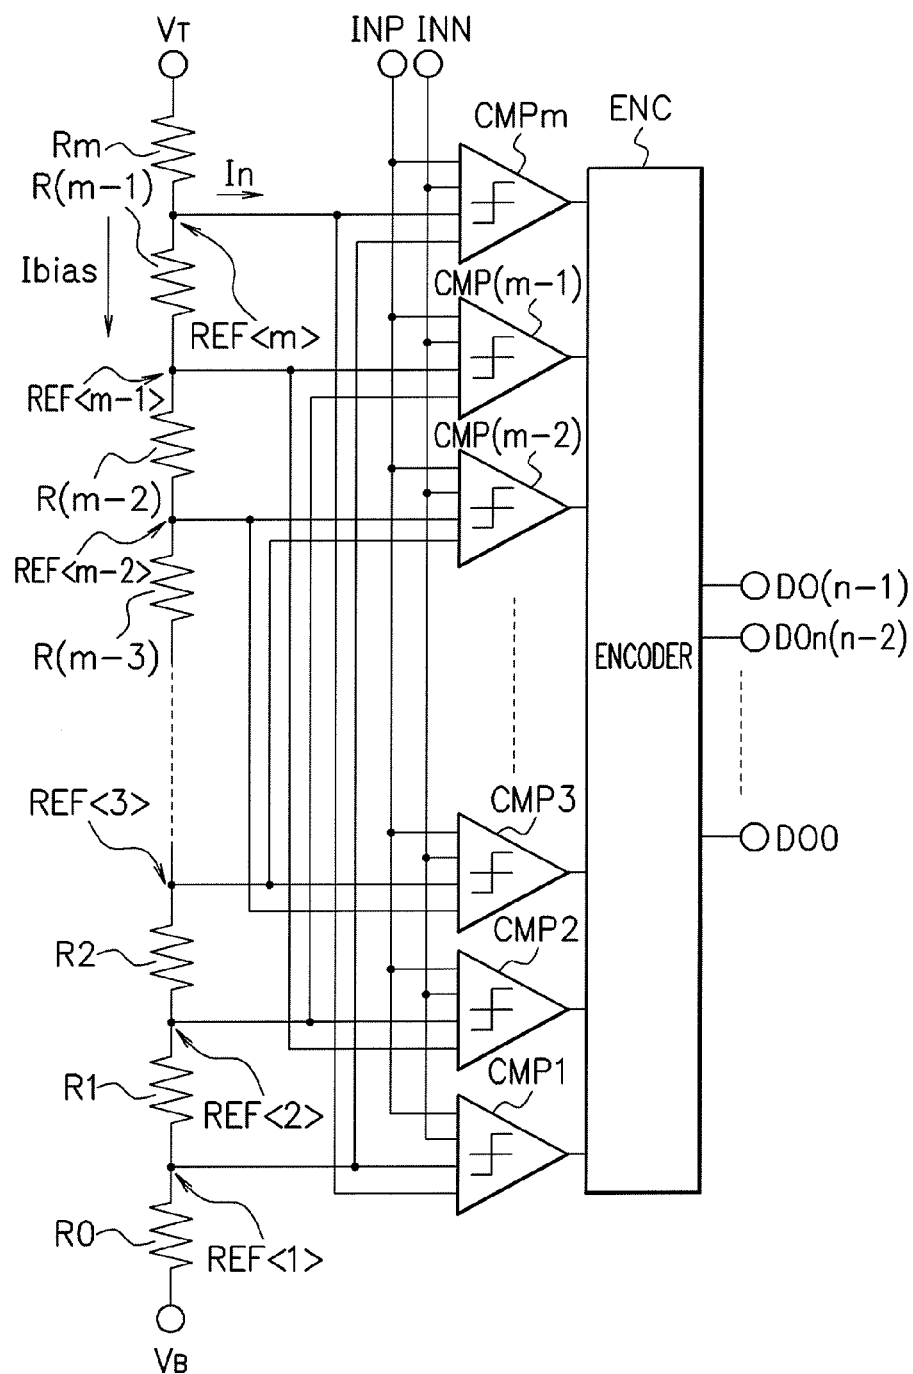 VT
INP INN
CMPm
ENC
Rm
R(m-1)
In
Ibias
REF<m>
CMP(m-1)
REF<m-1>
CMP(m-2)
R(m-2)
REF<m-2>
R(m-3)
DO(n-1)
DOn(n-2)
ENCODER
REF<3>
CMP3
DO0
R2
CMP2
R1
CMP1
REF<2>
R0
REF<1>
VB